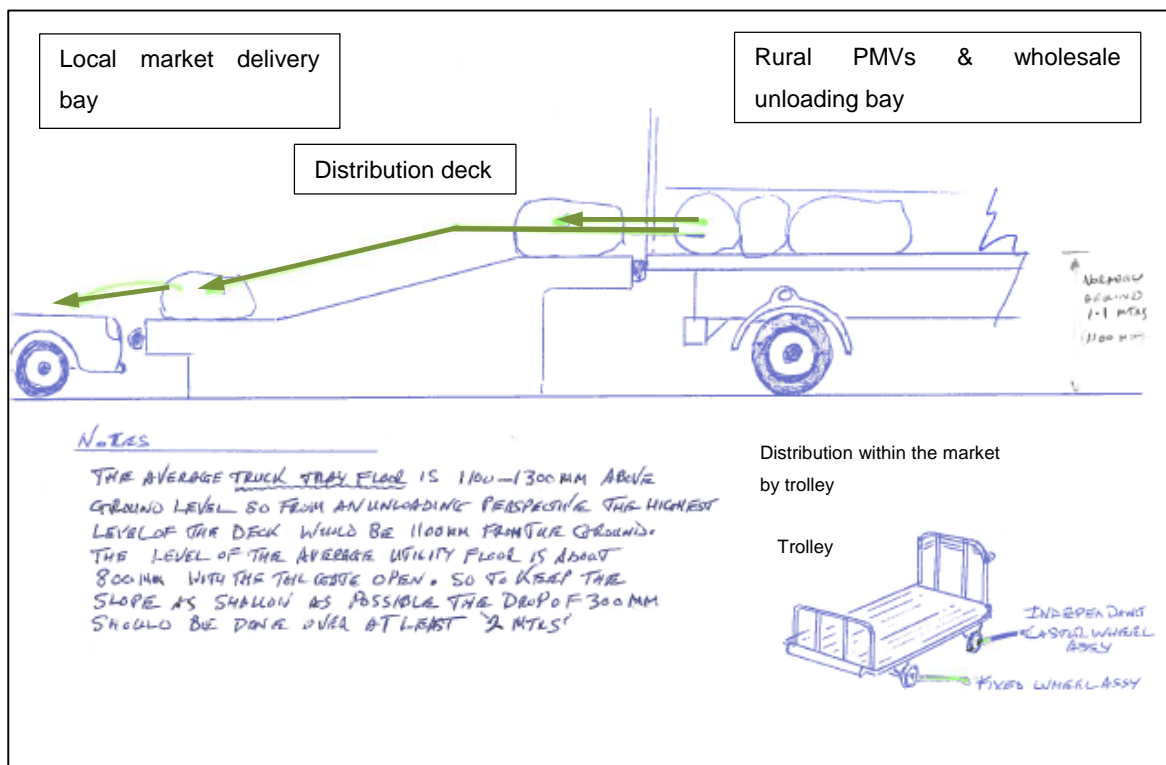 Local market delivery
bay
Rural PMVs & wholesale
unloading bay
Distribution deck
NORMALLY
AROUND
1-1 MTRS
(1100 MM)
NOTES
THE AVERAGE TRUCK TRAY FLOOR IS 1100-1300MM ABOVE
GROUND LEVEL SO FROM AN UNLOADING PERSPECTIVE THE HIGHEST
LEVEL OF THE DECK WOULD BE 1100MM FROM THE GROUND.
THE LEVEL OF THE AVERAGE UTILITY FLOOR IS ABOUT
800MM WITH THE TAIL GATE OPEN. SO TO KEEP THE
SLOPE AS SHALLOW AS POSSIBLE THE DROP OF 300MM
SHOULD BE DONE OVER AT LEAST '2 MTRS'
Distribution within the market
by trolley
Trolley
INDEPENDANT
CASTOR WHEEL
ASSY
FIXED WHEEL ASSY